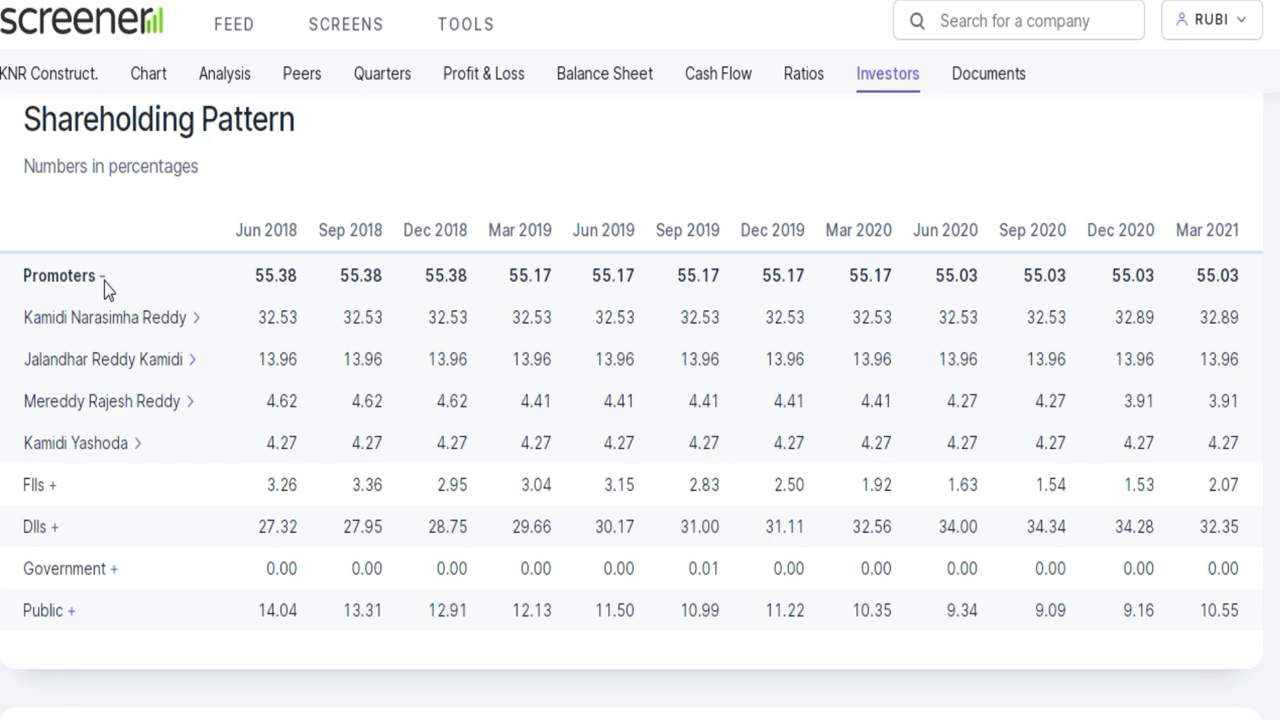 screener FEED SCREENS TOOLS Search for a company RUBI
KNR Construct. Chart Analysis Peers Quarters Profit & Loss Balance Sheet Cash Flow Ratios Investors Documents
Shareholding Pattern
Numbers in percentages
Jun 2018 Sep 2018 Dec 2018 Mar 2019 Jun 2019 Sep 2019 Dec 2019 Mar 2020 Jun 2020 Sep 2020 Dec 2020 Mar 2021
Promoters - 55.38 55.38 55.38 55.17 55.17 55.17 55.17 55.17 55.03 55.03 55.03 55.03
Kamidi Narasimha Reddy > 32.53 32.53 32.53 32.53 32.53 32.53 32.53 32.53 32.53 32.53 32.89 32.89
Jalandhar Reddy Kamidi > 13.96 13.96 13.96 13.96 13.96 13.96 13.96 13.96 13.96 13.96 13.96 13.96
Mereddy Rajesh Reddy > 4.62 4.62 4.62 4.41 4.41 4.41 4.41 4.41 4.27 4.27 3.91 3.91
Kamidi Yashoda > 4.27 4.27 4.27 4.27 4.27 4.27 4.27 4.27 4.27 4.27 4.27 4.27
FIIs + 3.26 3.36 2.95 3.04 3.15 2.83 2.50 1.92 1.63 1.54 1.53 2.07
DIIs + 27.32 27.95 28.75 29.66 30.17 31.00 31.11 32.56 34.00 34.34 34.28 32.35
Government + 0.00 0.00 0.00 0.00 0.00 0.01 0.00 0.00 0.00 0.00 0.00 0.00
Public + 14.04 13.31 12.91 12.13 11.50 10.99 11.22 10.35 9.34 9.09 9.16 10.55